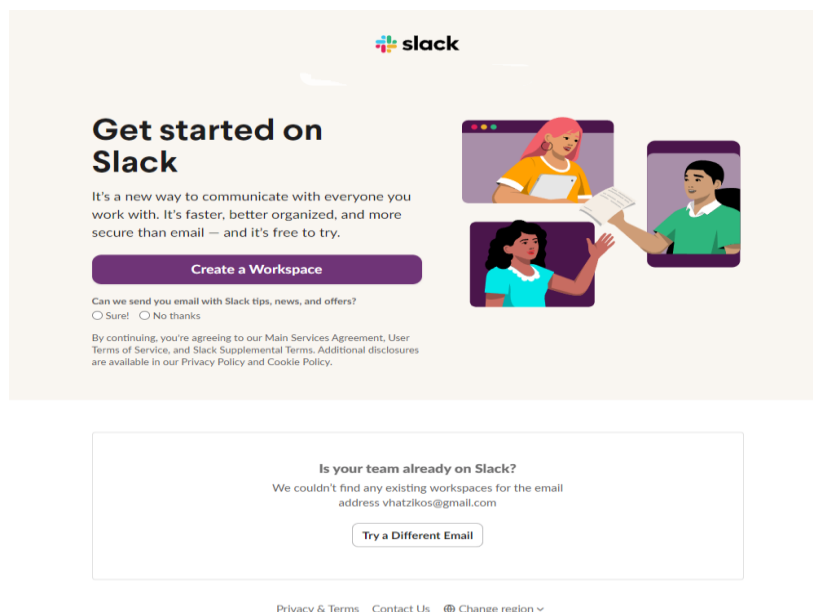 slack
Get started on
Slack
It's a new way to communicate with everyone you
work with. It's faster, better organized, and more
secure than email — and it's free to try.
Create a Workspace
Can we send you email with Slack tips, news, and offers?
Sure! No thanks
By continuing, you're agreeing to our Main Services Agreement, User
Terms of Service, and Slack Supplemental Terms. Additional disclosures
are available in our Privacy Policy and Cookie Policy.
Is your team already on Slack?
We couldn't find any existing workspaces for the email
address vhatzikos@gmail.com
Try a Different Email
Privacy & Terms Contact Us Change region